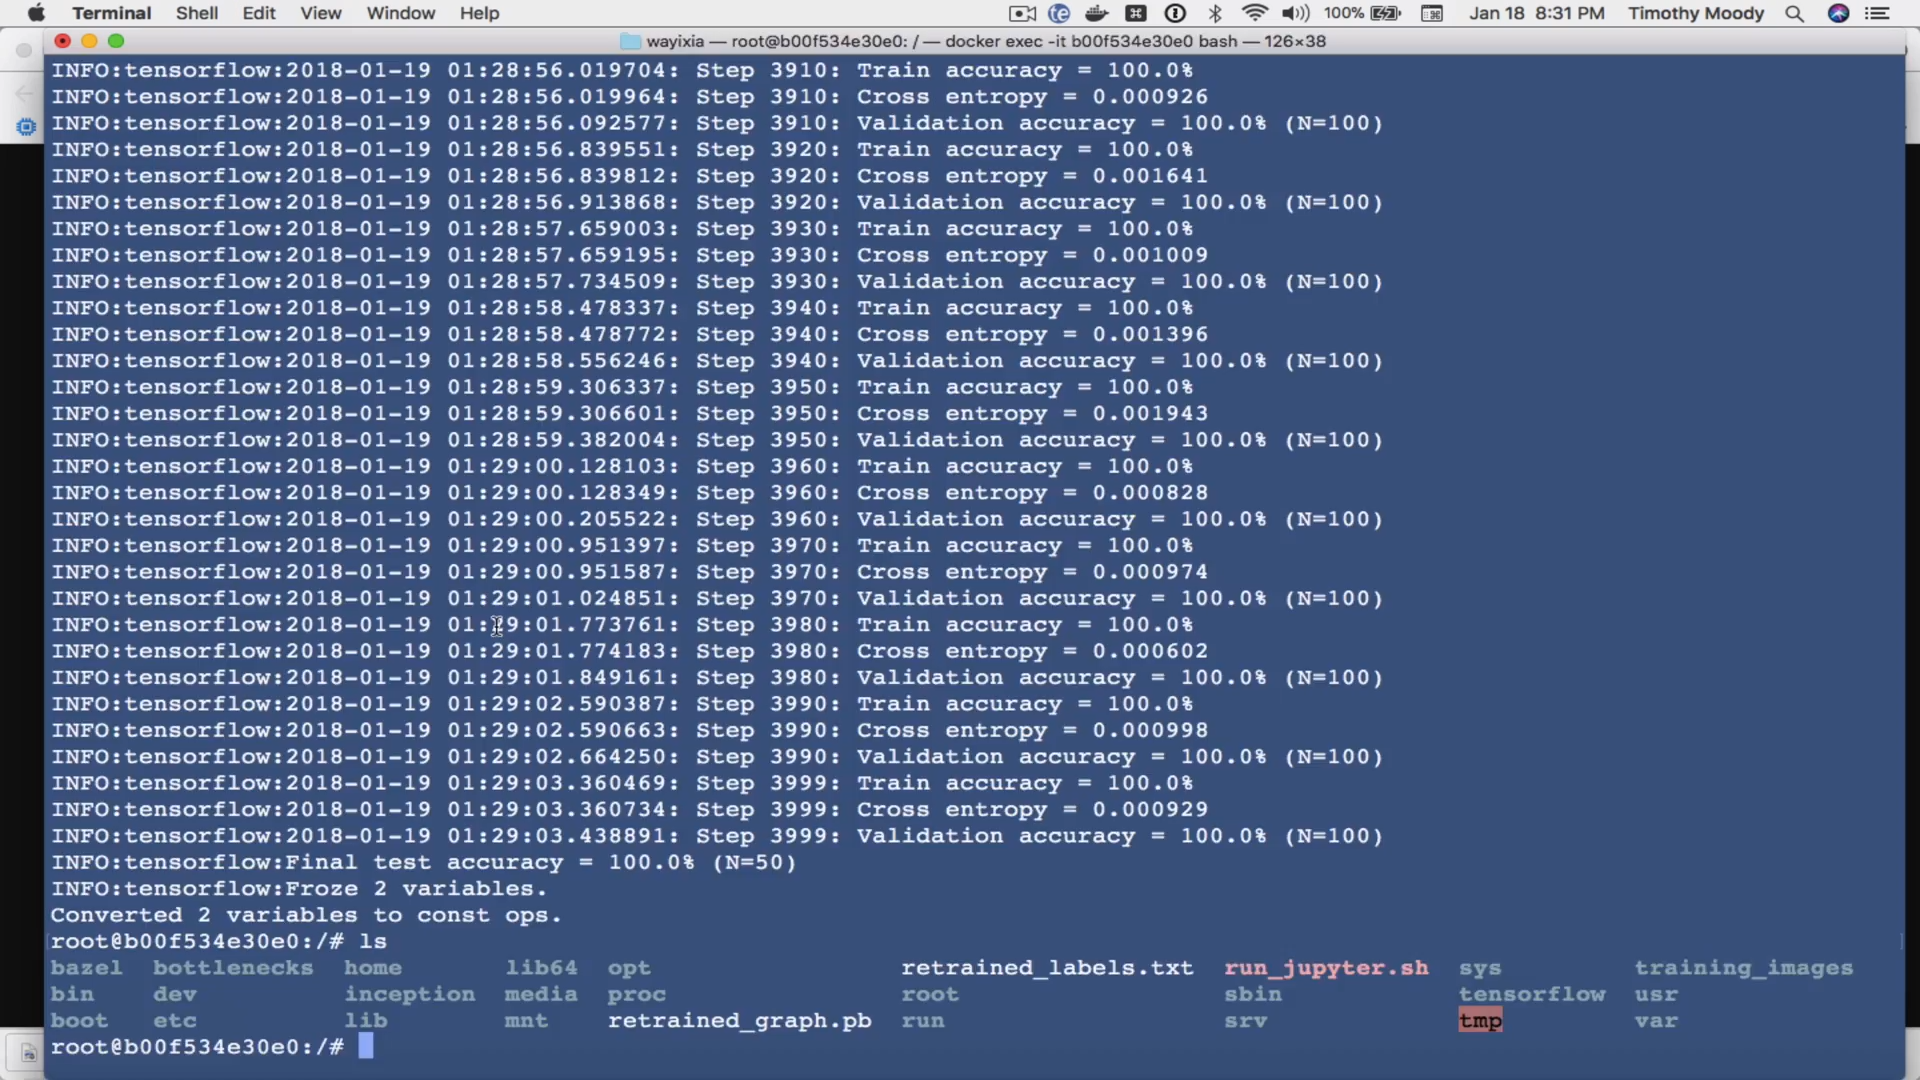 Terminal Shell Edit View Window Help 100% Jan 18 8:31 PM Timothy Moody
wayixia — root@b00f534e30e0: / — docker exec -it b00f534e30e0 bash — 126×38
INFO:tensorflow:2018-01-19 01:28:56.019704: Step 3910: Train accuracy = 100.0%
INFO:tensorflow:2018-01-19 01:28:56.019964: Step 3910: Cross entropy = 0.000926
INFO:tensorflow:2018-01-19 01:28:56.092577: Step 3910: Validation accuracy = 100.0% (N=100)
INFO:tensorflow:2018-01-19 01:28:56.839551: Step 3920: Train accuracy = 100.0%
INFO:tensorflow:2018-01-19 01:28:56.839812: Step 3920: Cross entropy = 0.001641
INFO:tensorflow:2018-01-19 01:28:56.913868: Step 3920: Validation accuracy = 100.0% (N=100)
INFO:tensorflow:2018-01-19 01:28:57.659003: Step 3930: Train accuracy = 100.0%
INFO:tensorflow:2018-01-19 01:28:57.659195: Step 3930: Cross entropy = 0.001009
INFO:tensorflow:2018-01-19 01:28:57.734509: Step 3930: Validation accuracy = 100.0% (N=100)
INFO:tensorflow:2018-01-19 01:28:58.478337: Step 3940: Train accuracy = 100.0%
INFO:tensorflow:2018-01-19 01:28:58.478772: Step 3940: Cross entropy = 0.001396
INFO:tensorflow:2018-01-19 01:28:58.556246: Step 3940: Validation accuracy = 100.0% (N=100)
INFO:tensorflow:2018-01-19 01:28:59.306337: Step 3950: Train accuracy = 100.0%
INFO:tensorflow:2018-01-19 01:28:59.306601: Step 3950: Cross entropy = 0.001943
INFO:tensorflow:2018-01-19 01:28:59.382004: Step 3950: Validation accuracy = 100.0% (N=100)
INFO:tensorflow:2018-01-19 01:29:00.128103: Step 3960: Train accuracy = 100.0%
INFO:tensorflow:2018-01-19 01:29:00.128349: Step 3960: Cross entropy = 0.000828
INFO:tensorflow:2018-01-19 01:29:00.205522: Step 3960: Validation accuracy = 100.0% (N=100)
INFO:tensorflow:2018-01-19 01:29:00.951397: Step 3970: Train accuracy = 100.0%
INFO:tensorflow:2018-01-19 01:29:00.951587: Step 3970: Cross entropy = 0.000974
INFO:tensorflow:2018-01-19 01:29:01.024851: Step 3970: Validation accuracy = 100.0% (N=100)
INFO:tensorflow:2018-01-19 01:29:01.773761: Step 3980: Train accuracy = 100.0%
INFO:tensorflow:2018-01-19 01:29:01.774183: Step 3980: Cross entropy = 0.000602
INFO:tensorflow:2018-01-19 01:29:01.849161: Step 3980: Validation accuracy = 100.0% (N=100)
INFO:tensorflow:2018-01-19 01:29:02.590387: Step 3990: Train accuracy = 100.0%
INFO:tensorflow:2018-01-19 01:29:02.590663: Step 3990: Cross entropy = 0.000998
INFO:tensorflow:2018-01-19 01:29:02.664250: Step 3990: Validation accuracy = 100.0% (N=100)
INFO:tensorflow:2018-01-19 01:29:03.360469: Step 3999: Train accuracy = 100.0%
INFO:tensorflow:2018-01-19 01:29:03.360734: Step 3999: Cross entropy = 0.000929
INFO:tensorflow:2018-01-19 01:29:03.438891: Step 3999: Validation accuracy = 100.0% (N=100)
INFO:tensorflow:Final test accuracy = 100.0% (N=50)
INFO:tensorflow:Froze 2 variables.
Converted 2 variables to const ops.
root@b00f534e30e0:/# ls
bazel bottlenecks home lib64 opt retrained_labels.txt run_jupyter.sh sys training_images
bin dev inception media proc root sbin tensorflow usr
boot etc lib mnt retrained_graph.pb run srv tmp var
root@b00f534e30e0:/#